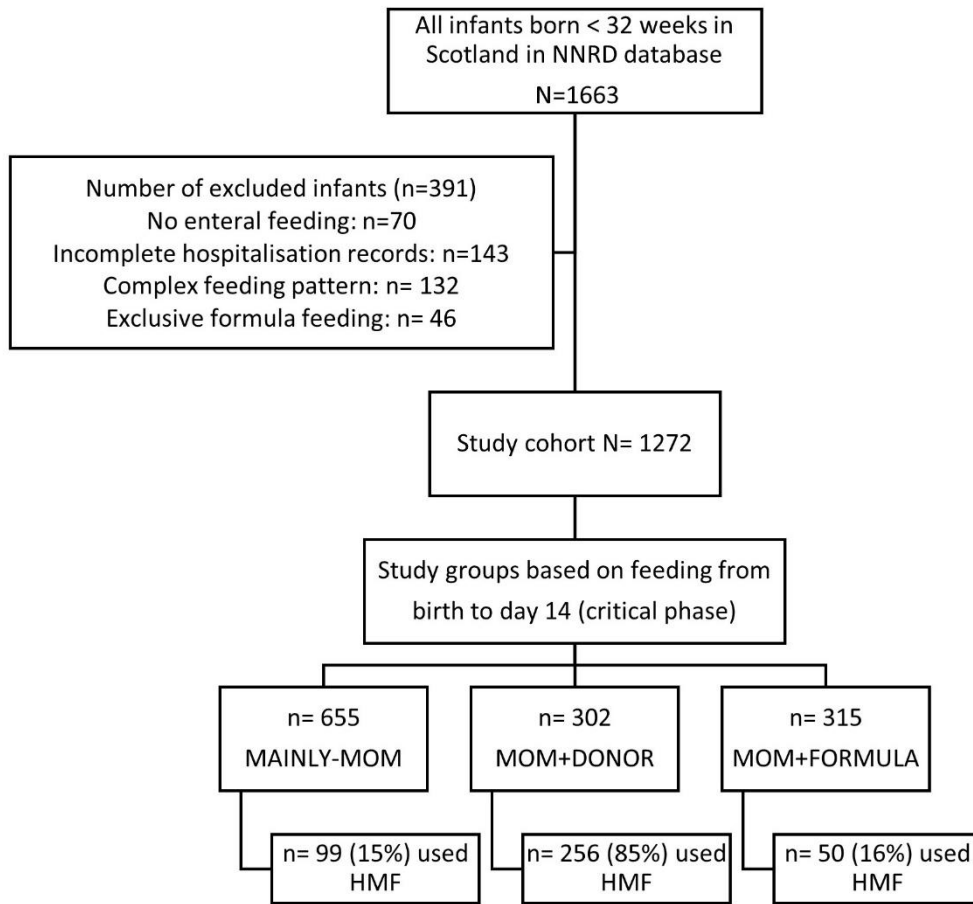 All infants born < 32 weeks in
Scotland in NNRD database
N=1663
Number of excluded infants (n=391)
No enteral feeding: n=70
Incomplete hospitalisation records: n=143
Complex feeding pattern: n= 132
Exclusive formula feeding: n= 46
Study cohort N= 1272
Study groups based on feeding from
birth to day 14 (critical phase)
n= 655
MAINLY-MOM
n= 302
MOM+DONOR
n= 315
MOM+FORMULA
n= 99 (15%) used
HMF
n= 256 (85%) used
HMF
n= 50 (16%) used
HMF